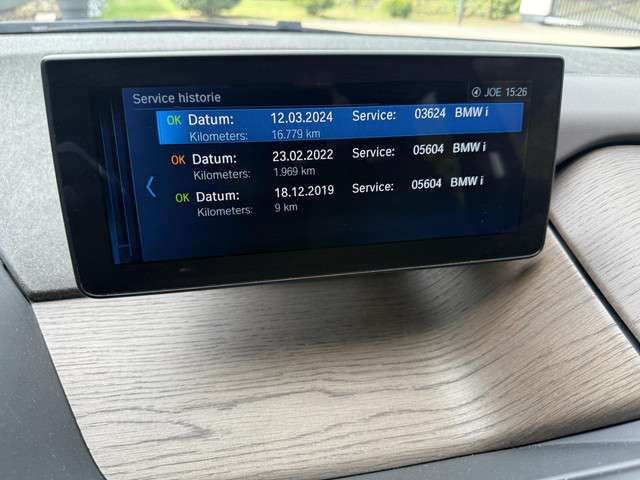 Service historie JOE 15:26
OK Datum: 12.03.2024 Service: 03624 BMW i
Kilometers: 16.779 km
OK Datum: 23.02.2022 Service: 05604 BMW i
Kilometers: 1.969 km
OK Datum: 18.12.2019 Service: 05604 BMW i
Kilometers: 9 km